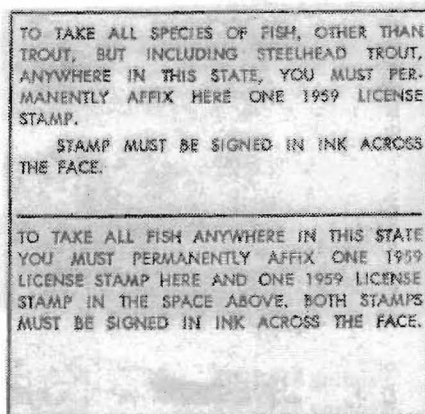 TO TAKE ALL SPECIES OF FISH, OTHER THAN
TROUT, BUT INCLUDING STEELHEAD TROUT,
ANYWHERE IN THIS STATE, YOU MUST PER-
MANENTLY AFFIX HERE ONE 1959 LICENSE
STAMP.
STAMP MUST BE SIGNED IN INK ACROSS
THE FACE.
TO TAKE ALL FISH ANYWHERE IN THIS STATE
YOU MUST PERMANENTLY AFFIX ONE 1959
LICENSE STAMP HERE AND ONE 1959 LICENSE
STAMP IN THE SPACE ABOVE. BOTH STAMPS
MUST BE SIGNED IN INK ACROSS THE FACE.